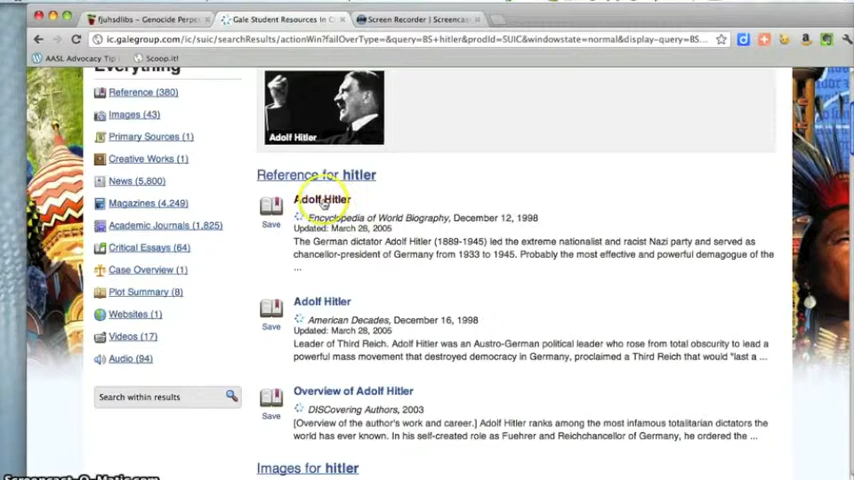 fjuhsdlibs – Genocide Perpe
Gale Student Resources In C
Screen Recorder | Screencas
ic.galegroup.com/ic/suic/searchResults/actionWin?failOverType=&query=BS+hitler&prodId=SUIC&windowstate=normal&display-query=BS...
AASL Advocacy Tip
Scoop.it!
Everything
Reference (380)
Images (43)
Primary Sources (1)
Creative Works (1)
News (5,800)
Magazines (4,249)
Academic Journals (1,825)
Critical Essays (64)
Case Overview (1)
Plot Summary (8)
Websites (1)
Videos (17)
Audio (94)
Search within results
Adolf Hitler
Reference for hitler
Adolf Hitler
Save
Encyclopedia of World Biography, December 12, 1998
Updated: March 28, 2005
The German dictator Adolf Hitler (1889-1945) led the extreme nationalist and racist Nazi party and served as
chancellor-president of Germany from 1933 to 1945. Probably the most effective and powerful demagogue of the
...
Adolf Hitler
Save
American Decades, December 16, 1998
Updated: March 28, 2005
Leader of Third Reich. Adolf Hitler was an Austro-German political leader who rose from total obscurity to lead a
powerful mass movement that destroyed democracy in Germany, proclaimed a Third Reich that would "last a ...
Overview of Adolf Hitler
Save
DISCovering Authors, 2003
[Overview of the author's work and career.] Adolf Hitler ranks among the most infamous totalitarian dictators the
world has ever known. In his self-created role as Fuehrer and Reichchancellor of Germany, he ordered the ...
Images for hitler
Screencast-O-Matic.com